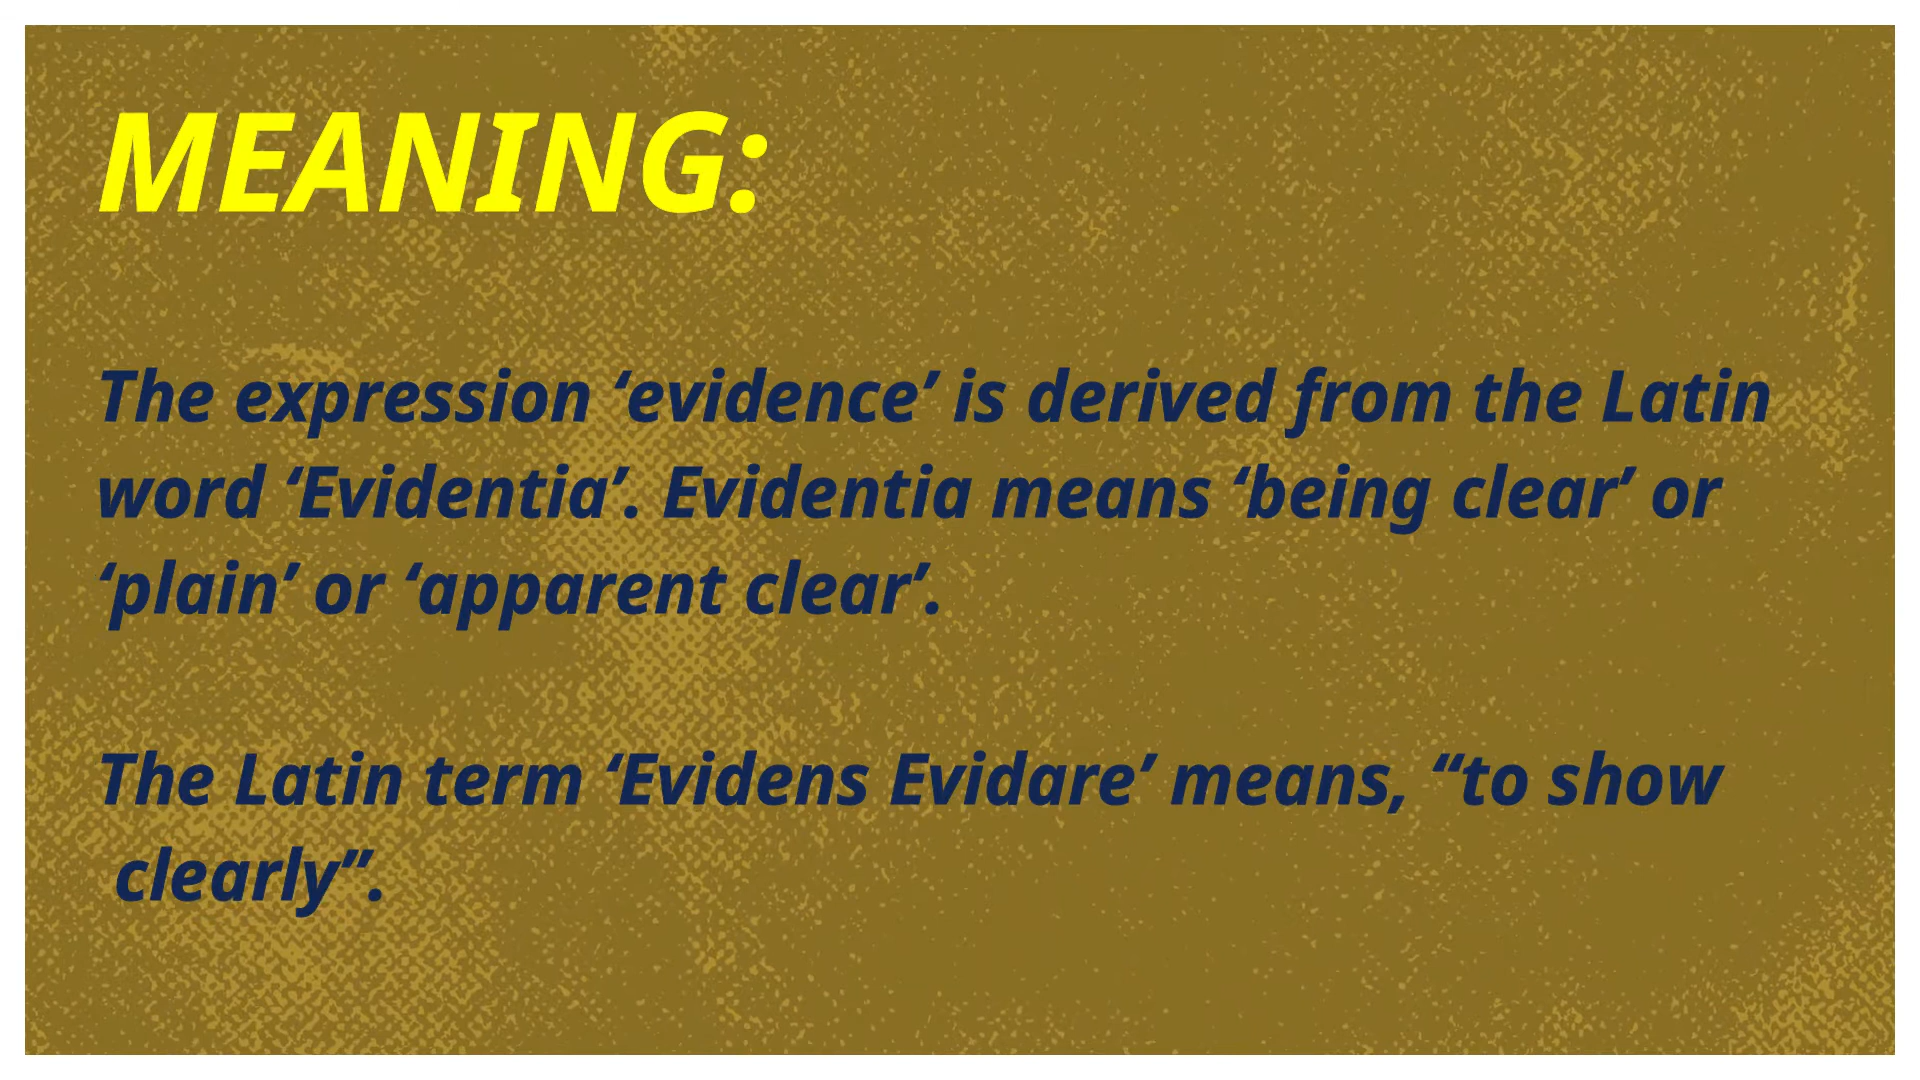 MEANING:
The expression ‘evidence’ is derived from the Latin
word ‘Evidentia’. Evidentia means ‘being clear’ or
‘plain’ or ‘apparent clear’.
The Latin term ‘Evidens Evidare’ means, “to show
clearly”.